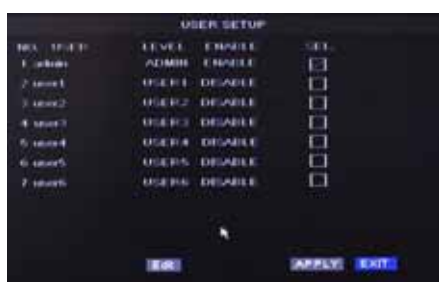 USER SETUP
NO. USER LEVEL ENABLE SEL.
1 admin ADMIN ENABLE
2 user1 USER1 DISABLE
3 user2 USER2 DISABLE
4 user3 USER3 DISABLE
5 user4 USER4 DISABLE
6 user5 USER5 DISABLE
7 user6 USER6 DISABLE
Edit APPLY EXIT